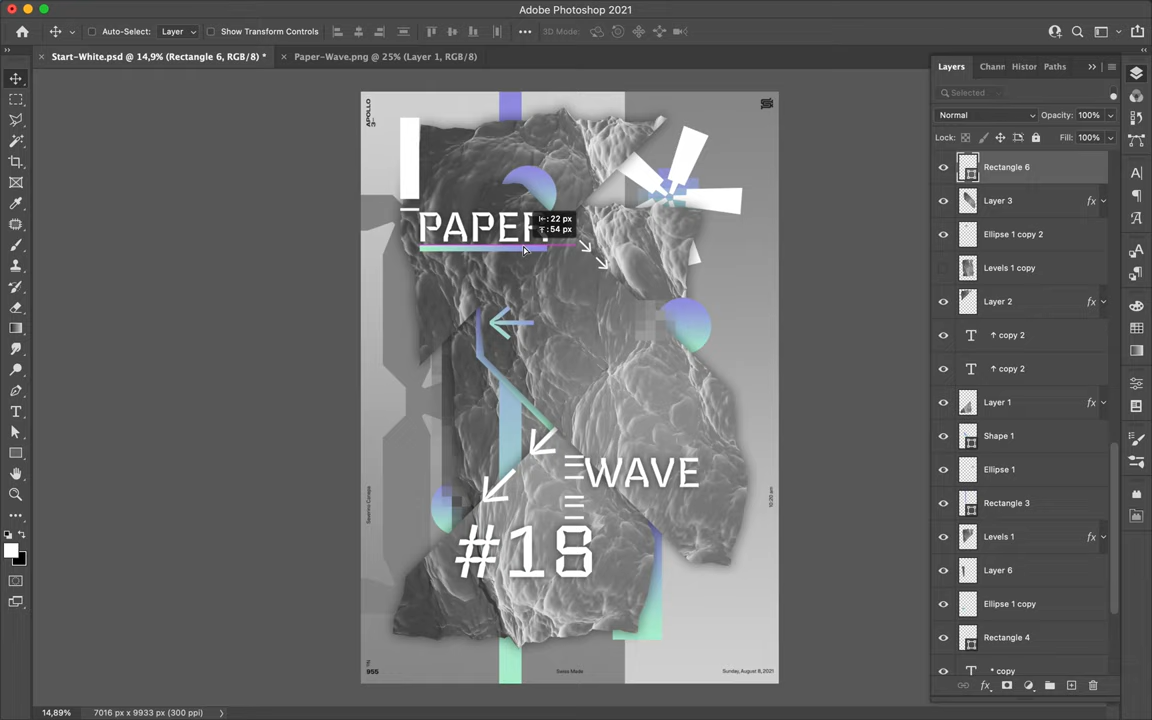 Adobe Photoshop 2021
Auto-Select:
Layer
Show Transform Controls
3D Mode:
Start-White.psd @ 14,9% (Rectangle 6, RGB/8) *
Paper-Wave.png @ 25% (Layer 1, RGB/8)
Layers
Chann
Histor
Paths
Selected
Normal
Opacity: 100%
Lock:
Fill: 100%
Rectangle 6
Layer 3
Ellipse 1 copy 2
Levels 1 copy
Layer 2
↑ copy 2
↑ copy 2
Layer 1
Shape 1
Ellipse 1
Rectangle 3
Levels 1
Layer 6
Ellipse 1 copy
Rectangle 4
* copy
APOLLO
PAPER
: 22 px
: 54 px
WAVE
#18
10:20 am
955
Swiss Made
Sunday, August 8, 2021
14,89%
7016 px x 9933 px (300 ppi)